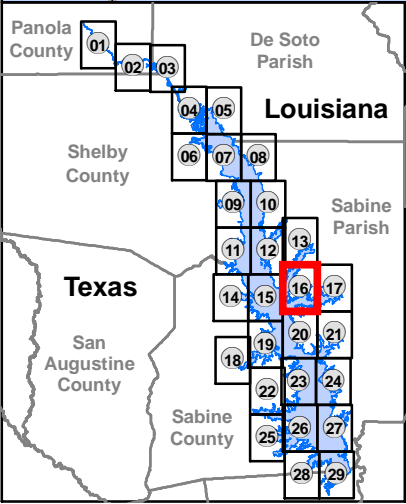 Panola
County
01
02
03
De Soto
Parish
04
05
Louisiana
Shelby
County
06
07
08
09
10
Sabine
Parish
11
12
13
Texas
14
15
16
17
San
Augustine
County
18
19
20
21
22
23
24
Sabine
County
25
26
27
28
29